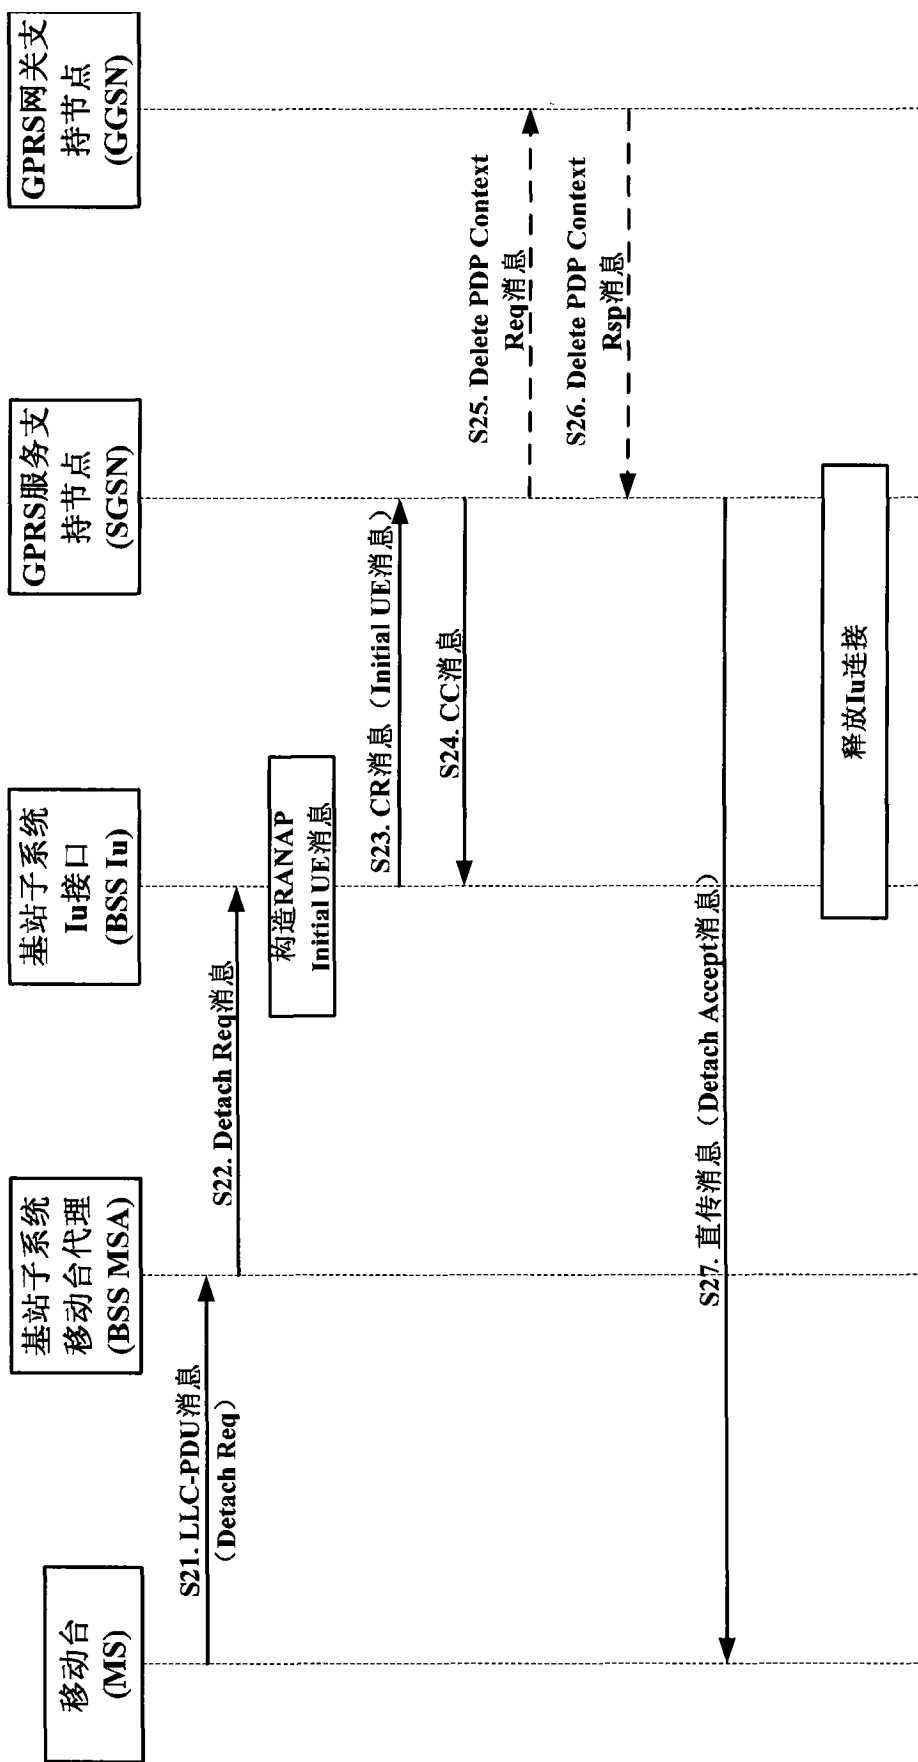 移动台
(MS)
基站子系统
移动台代理
(BSS MSA)
基站子系统
Iu接口
(BSS Iu)
GPRS服务支
持节点
(SGSN)
GPRS网关支
持节点
(GGSN)
S21. LLC-PDU消息
（Detach Req）
S22. Detach Req消息
构造RANAP
Initial UE消息
S23. CR消息（Initial UE消息）
S24. CC消息
S25. Delete PDP Context
Req消息
S26. Delete PDP Context
Rsp消息
S27. 直传消息（Detach Accept消息）
释放Iu连接